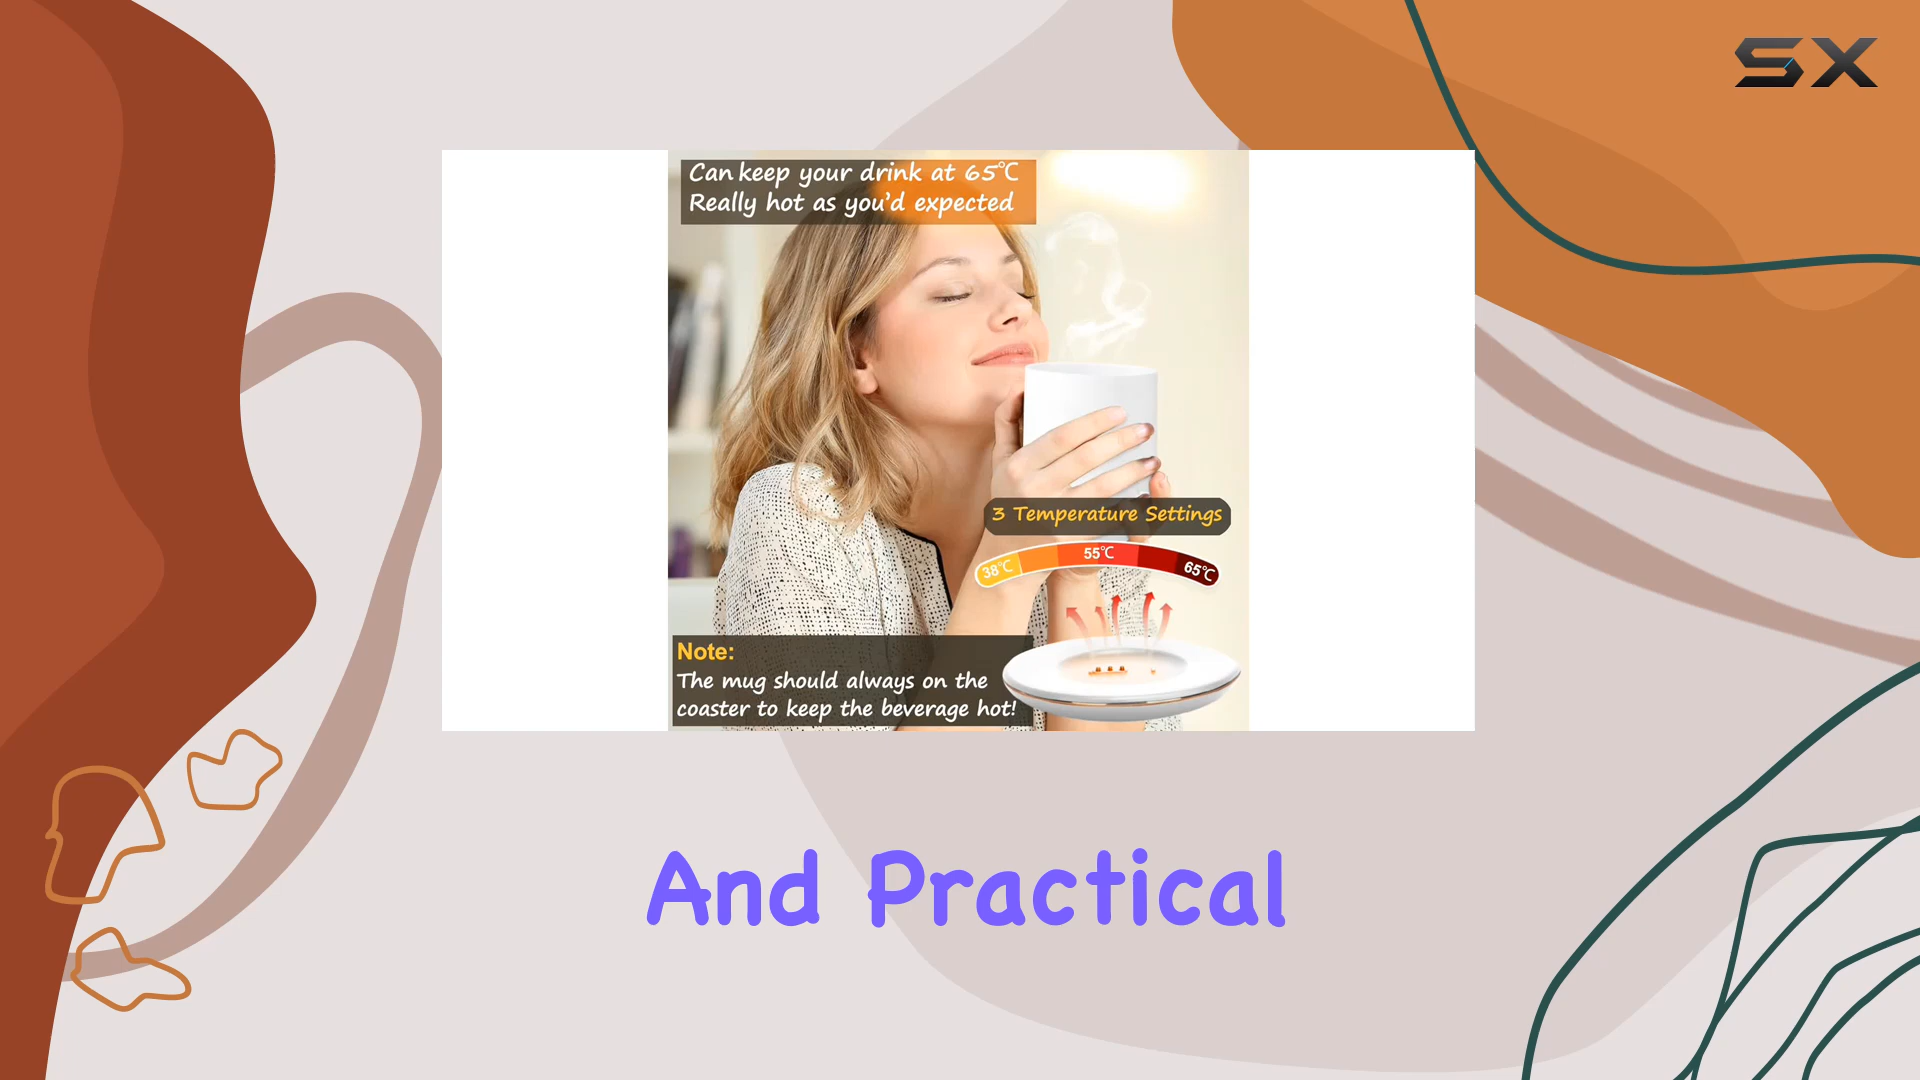 SX
Can keep your drink at 65℃
Really hot as you'd expected
3 Temperature Settings
38℃ 55℃ 65℃
Note:
The mug should always on the
coaster to keep the beverage hot!
And Practical